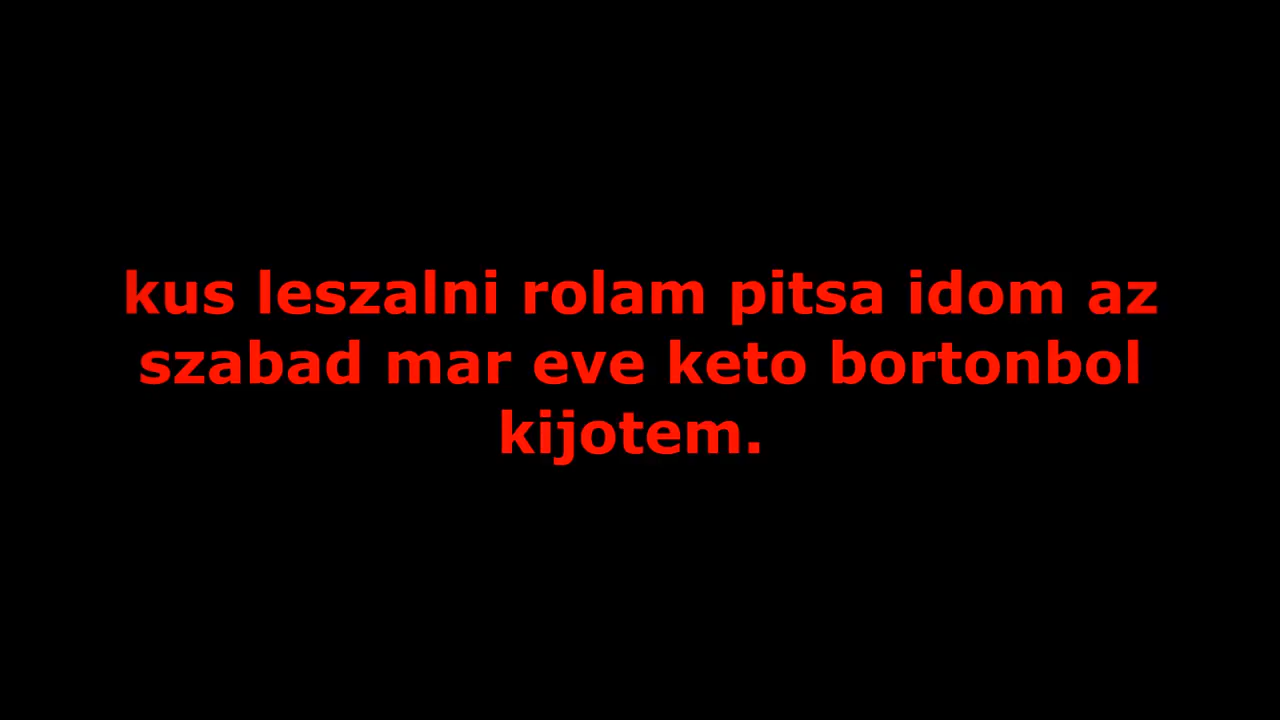 kus leszalni rolam pitsa idom az
szabad mar eve keto bortonbol
kijotem.